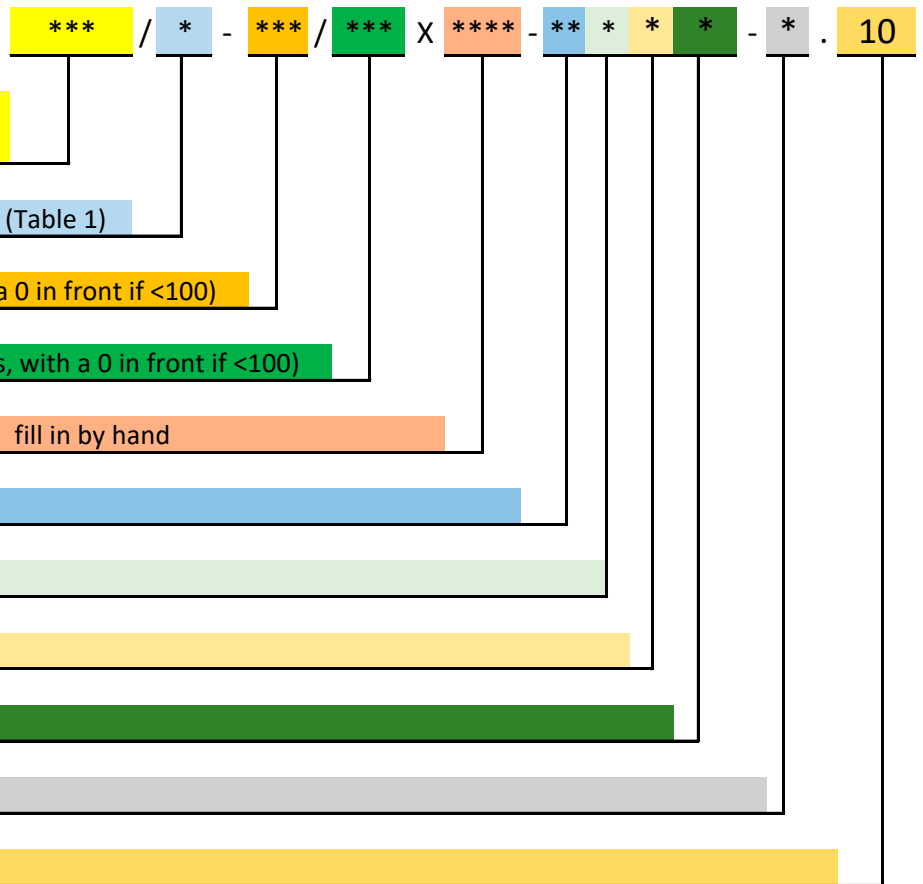 *** / * - *** / *** X **** - ** * * * - * . 10
(Table 1)
a 0 in front if <100)
s, with a 0 in front if <100)
fill in by hand